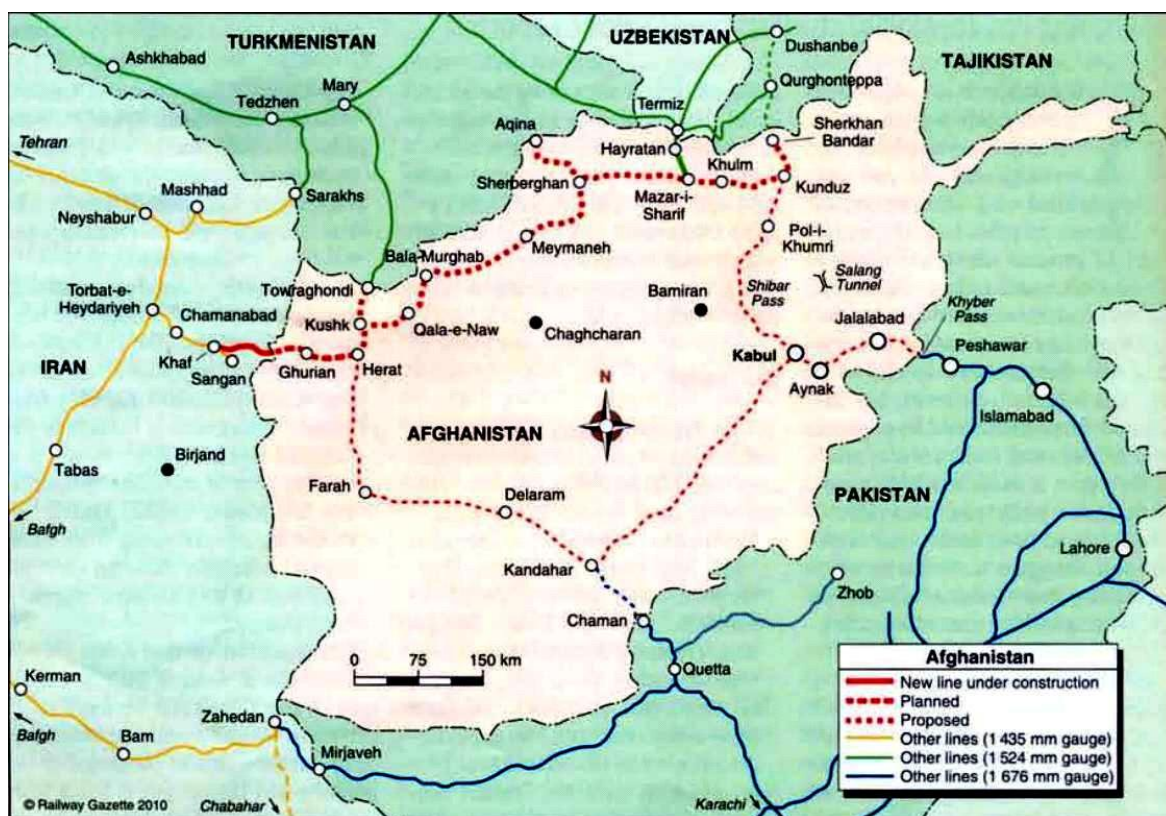 TURKMENISTAN
UZBEKISTAN
Dushanbe
TAJIKISTAN
Ashkhabad
Mary
Qurghonteppa
Tedzhen
Termiz
Aqina
Sherkhan
Bandar
Tehran
Hayratan
Khulm
Mashhad
Sherberghan
Kunduz
Sarakhs
Mazar-i-
Sharif
Neyshabur
Pol-i-
Khumri
Meymaneh
Bala-Murghab
Salang
Tunnel
Torbat-e-
Heydariyeh
Towraghondi
Bamiran
Shibar
Pass
Khyber
Pass
Chamanabad
Kushk
Qala-e-Naw
Chaghcharan
Jalalabad
Peshawar
IRAN
Khaf
Sangan
Ghurian
Herat
Kabul
Aynak
N
Islamabad
AFGHANISTAN
Tabas
Birjand
Farah
Delaram
PAKISTAN
Bafgh
Lahore
Kandahar
Zhob
Chaman
0 75 150 km
Quetta
Kerman
Zahedan
Bafgh
Bam
Mirjaveh
Chabahar
Karachi
Afghanistan
New line under construction
Planned
Proposed
Other lines (1 435 mm gauge)
Other lines (1 524 mm gauge)
Other lines (1 676 mm gauge)
© Railway Gazette 2010